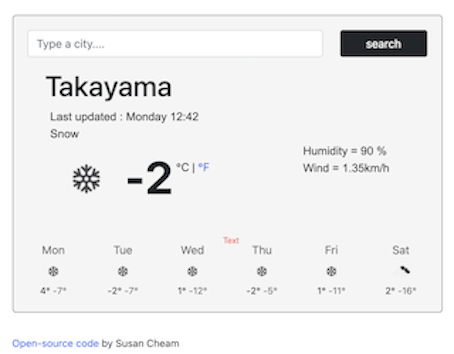 Type a city....
search
Takayama
Last updated : Monday 12:42
Snow
Humidity = 90 %
Wind = 1.35km/h
-2 °C | °F
Text
Mon Tue Wed Thu Fri Sat
4° -7° -2° -7° 1° -12° -2° -5° 1° -11° 2° -16°
Open-source code by Susan Cheam